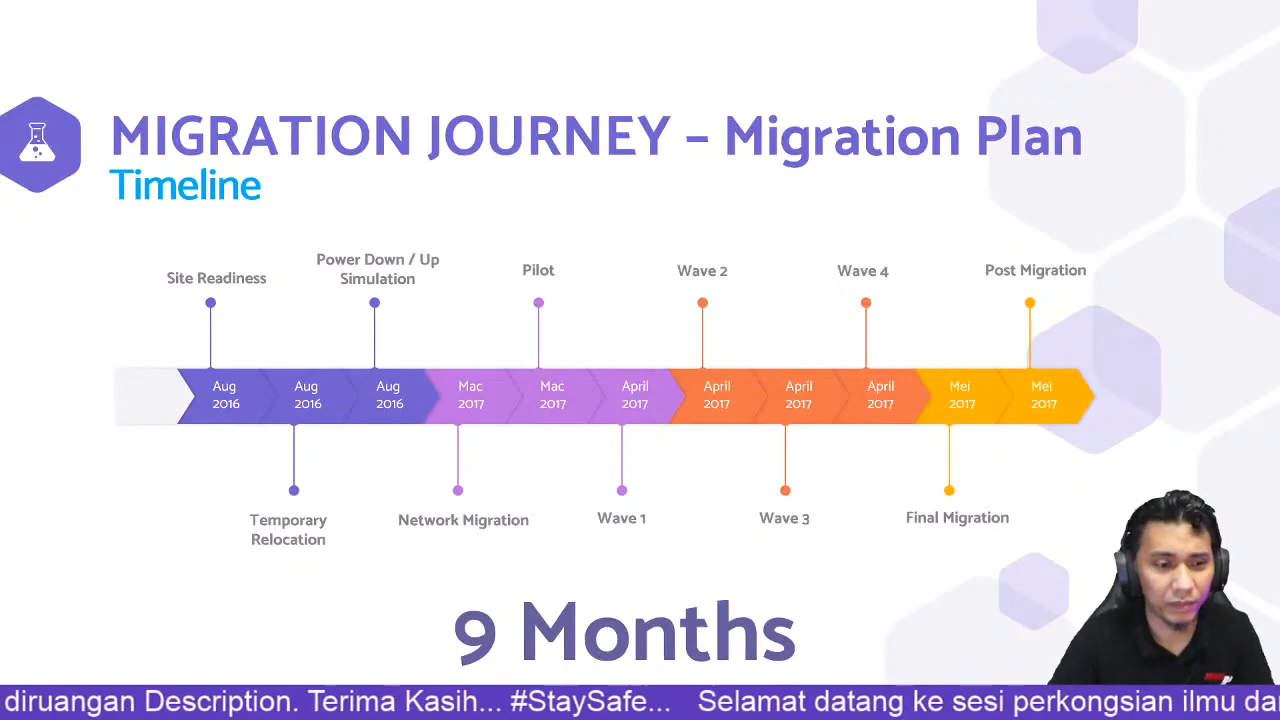 MIGRATION JOURNEY – Migration Plan
Timeline
Site Readiness
Power Down / Up
Simulation
Pilot
Wave 2
Wave 4
Post Migration
Aug
2016
Aug
2016
Aug
2016
Mac
2017
Mac
2017
April
2017
April
2017
April
2017
April
2017
Mei
2017
Mei
2017
Temporary
Relocation
Network Migration
Wave 1
Wave 3
Final Migration
9 Months
diruangan Description. Terima Kasih... #StaySafe... Selamat datang ke sesi perkongsian ilmu da